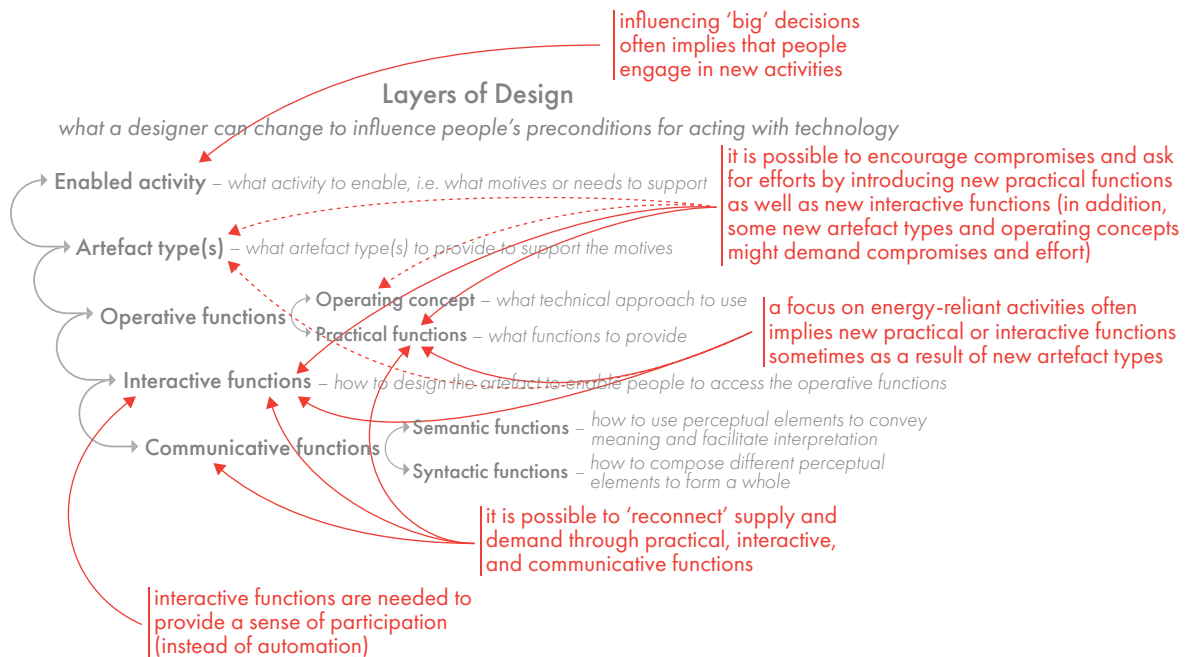 influencing ‘big’ decisions
often implies that people
engage in new activities
Layers of Design
what a designer can change to influence people’s preconditions for acting with technology
it is possible to encourage compromises and ask
for efforts by introducing new practical functions
as well as new interactive functions (in addition,
some new artefact types and operating concepts
might demand compromises and effort)
Enabled activity – what activity to enable, i.e. what motives or needs to support
Artefact type(s) – what artefact type(s) to provide to support the motives
Operative functions
Operating concept – what technical approach to use
Practical functions – what functions to provide
a focus on energy-reliant activities often
implies new practical or interactive functions
sometimes as a result of new artefact types
Interactive functions – how to design the artefact to enable people to access the operative functions
Communicative functions
Semantic functions – how to use perceptual elements to convey
meaning and facilitate interpretation
Syntactic functions – how to compose different perceptual
elements to form a whole
it is possible to ‘reconnect’ supply and
demand through practical, interactive,
and communicative functions
interactive functions are needed to
provide a sense of participation
(instead of automation)